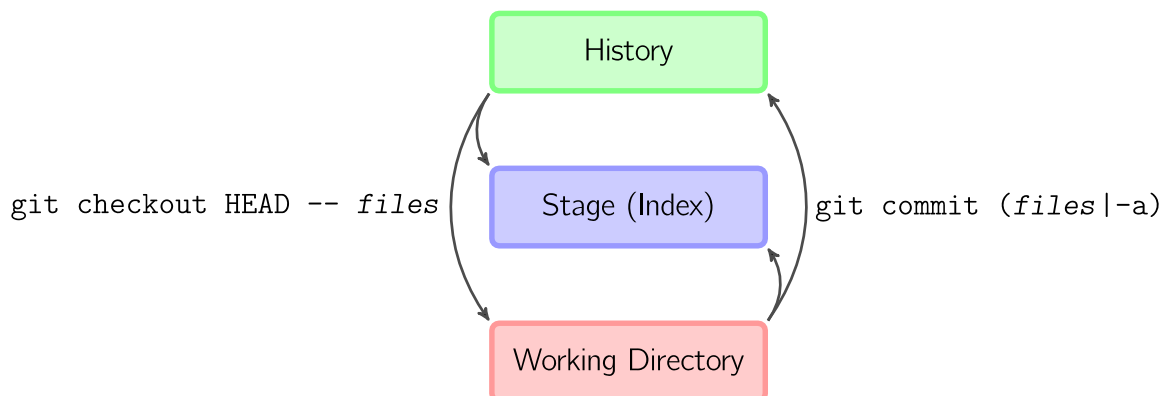 History
git checkout HEAD -- files
Stage (Index)
git commit (files|-a)
Working Directory